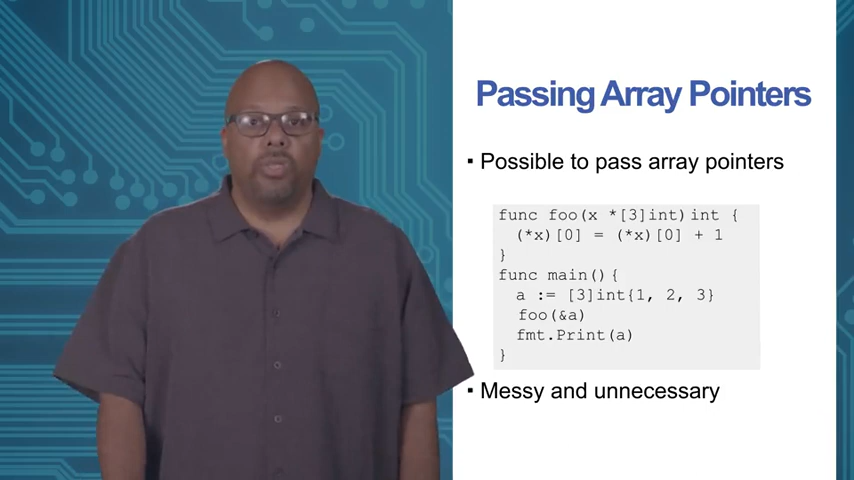 Passing Array Pointers
▪ Possible to pass array pointers
func foo(x *[3]int)int {
(*x)[0] = (*x)[0] + 1
}
func main(){
a := [3]int{1, 2, 3}
foo(&a)
fmt.Print(a)
}
▪ Messy and unnecessary